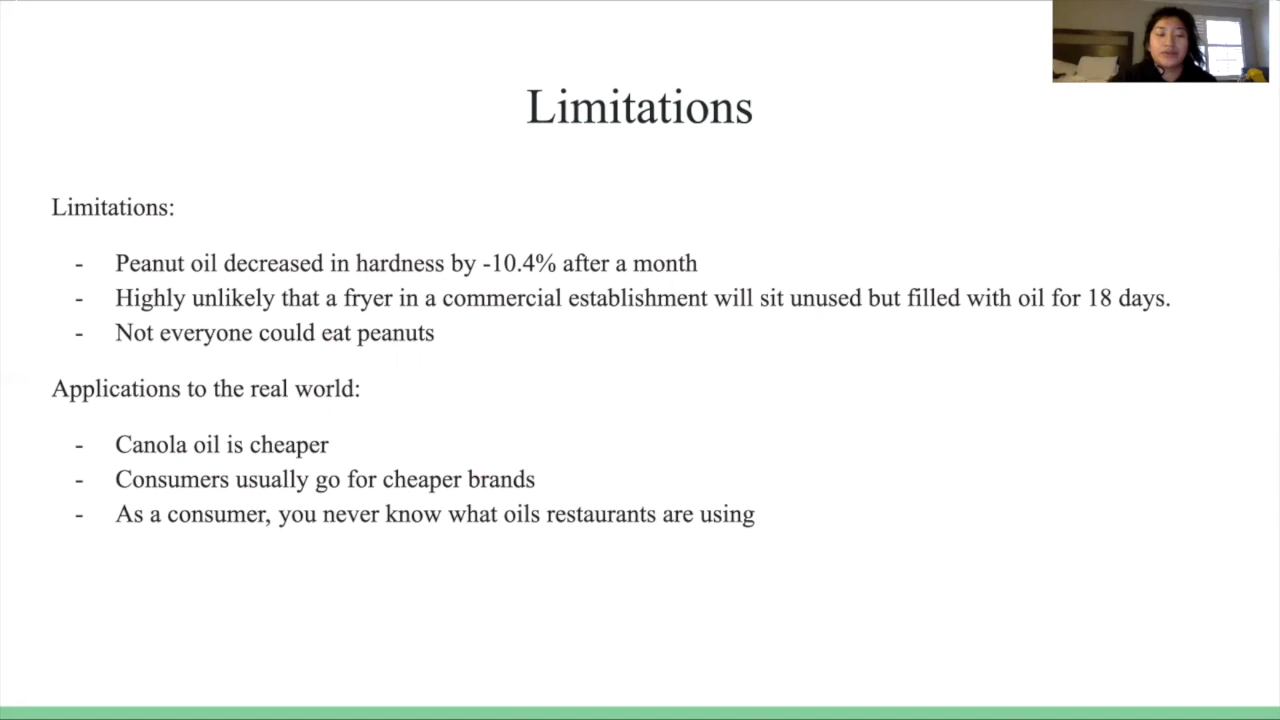 Limitations
Limitations:
- Peanut oil decreased in hardness by -10.4% after a month
- Highly unlikely that a fryer in a commercial establishment will sit unused but filled with oil for 18 days.
- Not everyone could eat peanuts
Applications to the real world:
- Canola oil is cheaper
- Consumers usually go for cheaper brands
- As a consumer, you never know what oils restaurants are using